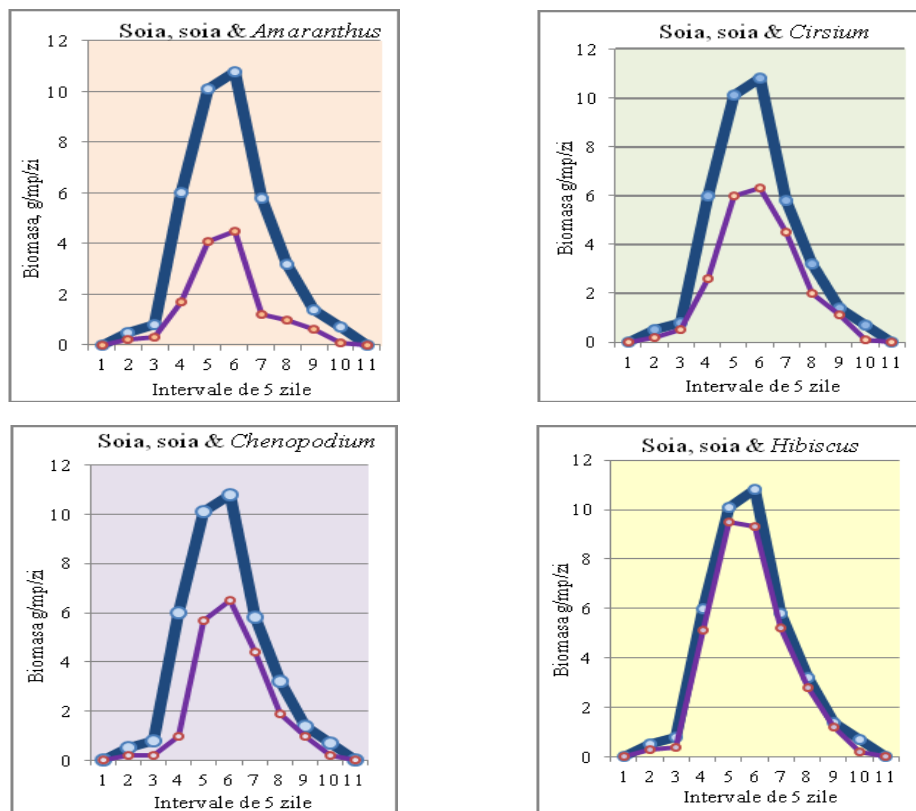 Soia, soia & Amaranthus
12
10
8
6
4
2
0
Biomasa, g/mp/zi
1 2 3 4 5 6 7 8 9 10 11
Intervale de 5 zile
Soia, soia & Cirsium
12
10
8
6
4
2
0
Biomasa g/mp/zi
1 2 3 4 5 6 7 8 9 10 11
Intervale de 5 zile
Soia, soia & Chenopodium
12
10
8
6
4
2
0
Biomasa g/mp/zi
1 2 3 4 5 6 7 8 9 10 11
Intervale de 5 zile
Soia, soia & Hibiscus
12
10
8
6
4
2
0
Biomasa g/mp/zi
1 2 3 4 5 6 7 8 9 10 11
Intervale de 5 zile